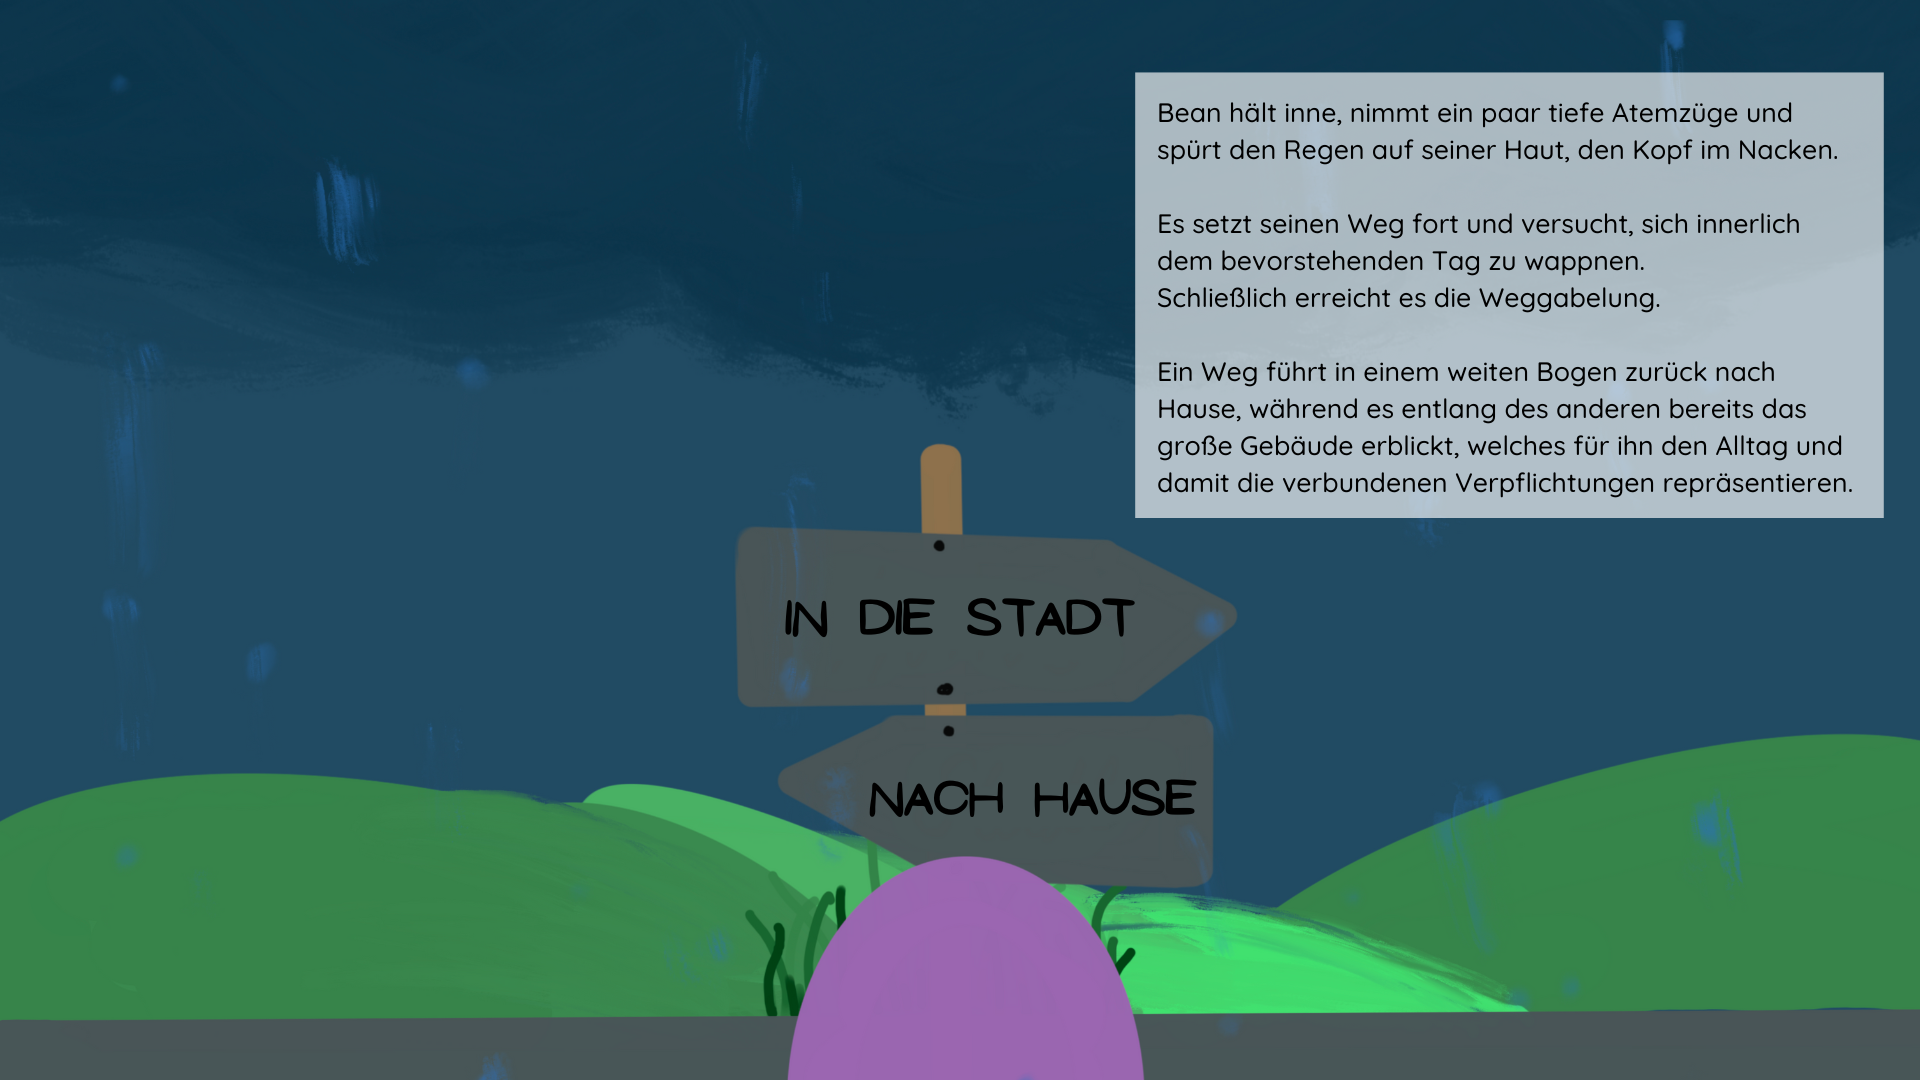 Bean hält inne, nimmt ein paar tiefe Atemzüge und
spürt den Regen auf seiner Haut, den Kopf im Nacken.
Es setzt seinen Weg fort und versucht, sich innerlich
dem bevorstehenden Tag zu wappnen.
Schließlich erreicht es die Weggabelung.
Ein Weg führt in einem weiten Bogen zurück nach
Hause, während es entlang des anderen bereits das
große Gebäude erblickt, welches für ihn den Alltag und
damit die verbundenen Verpflichtungen repräsentieren.
IN DIE STADT
NACH HAUSE